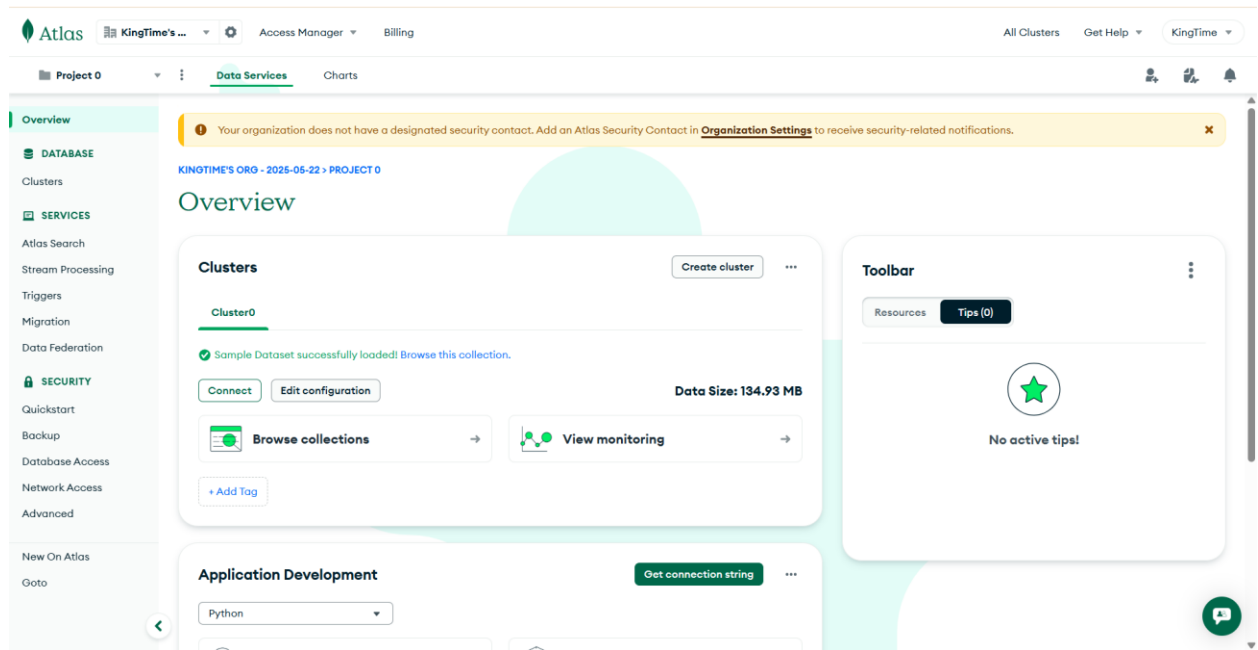 Atlas
KingTime's ...
Access Manager
Billing
All Clusters
Get Help
KingTime
Project 0
Data Services
Charts
Overview
DATABASE
Clusters
SERVICES
Atlas Search
Stream Processing
Triggers
Migration
Data Federation
SECURITY
Quickstart
Backup
Database Access
Network Access
Advanced
New On Atlas
Goto
Your organization does not have a designated security contact. Add an Atlas Security Contact in Organization Settings to receive security-related notifications.
KINGTIME'S ORG - 2025-05-22 > PROJECT 0
Overview
Clusters
Create cluster
Cluster0
Sample Dataset successfully loaded! Browse this collection.
Connect
Edit configuration
Data Size: 134.93 MB
Browse collections
View monitoring
+ Add Tag
Application Development
Get connection string
Python
Toolbar
Resources
Tips (0)
No active tips!